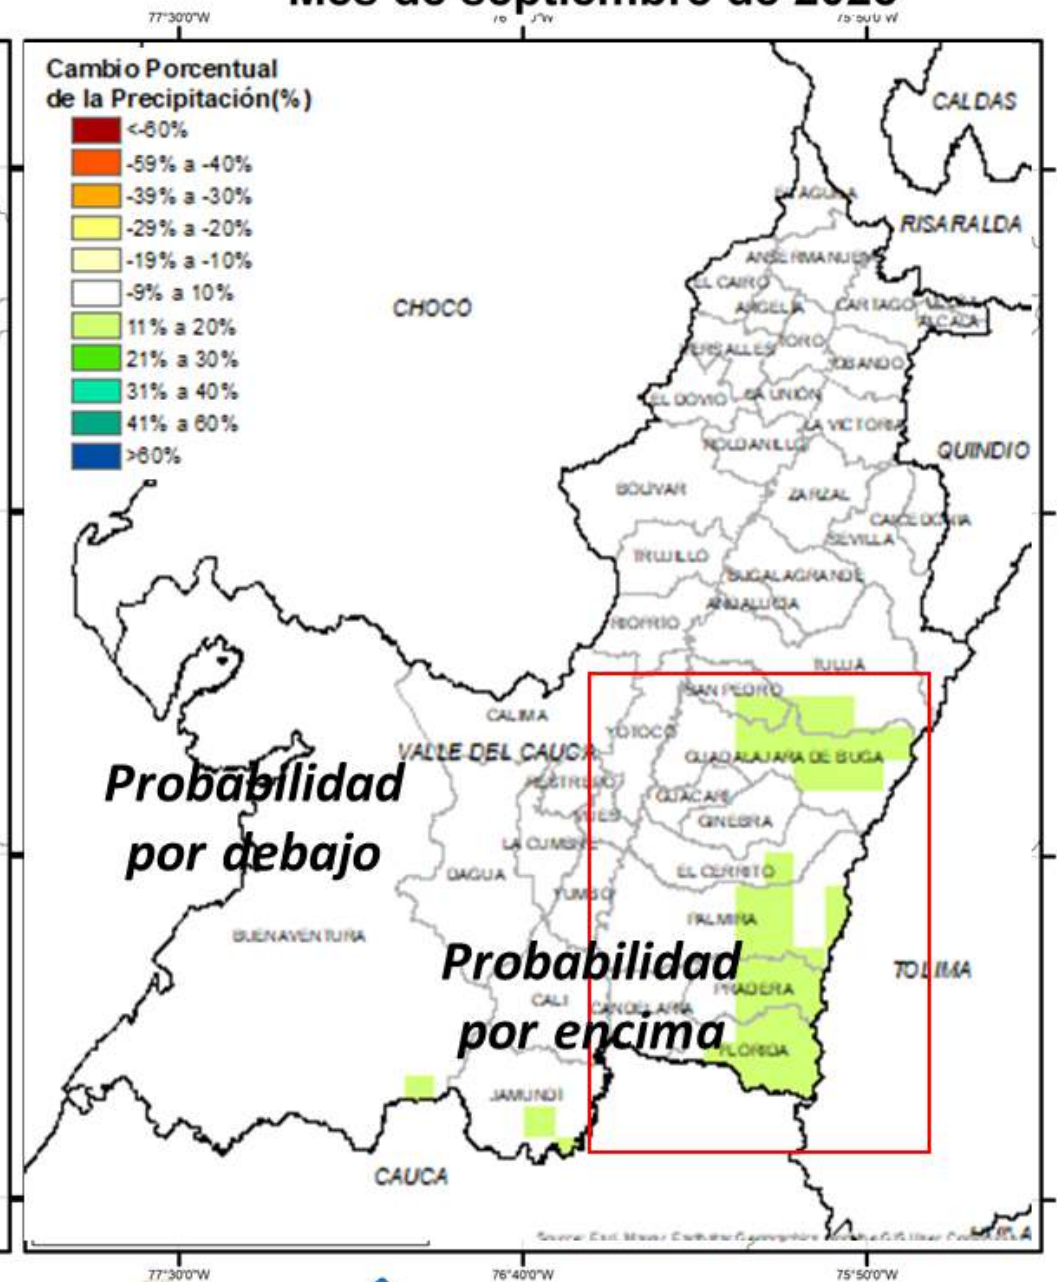 Mes de septiembre de 2025
77°30'0"W
75°50'0"W
Cambio Porcentual
de la Precipitación(%)
<-60%
-59% a -40%
-39% a -30%
-29% a -20%
-19% a -10%
-9% a 10%
11% a 20%
21% a 30%
31% a 40%
41% a 60%
>60%
CALDAS
EL AGUILA
RISARALDA
ANSERMANUEVO
EL CAIRO
CHOCÓ
ARGELIA
CARTAGO
ALCALA
TORO
VERSALLES
OBANDO
EL DOVIO
LA UNIÓN
LA VICTORIA
ROLDANILLO
QUINDIO
BOLIVAR
ZARZAL
CAICEDONIA
SEVILLA
TRUJILLO
BUGALAGRANDE
ANDALUCIA
RIOFRIO
TULUA
SAN PEDRO
CALIMA
YOTOCO
VALLE DEL CAUCA
GUADALAJARA DE BUGA
Probabilidad
por debajo
RESTREPO
GUACARI
VIJES
GINEBRA
LA CUMBRE
DAGUA
EL CERRITO
YUMBO
PALMIRA
BUENAVENTURA
Probabilidad
por encima
TOLIMA
PRADERA
CALI
CANDELARIA
FLORIDA
JAMUNDI
CAUCA
77°30'0"W
76°40'0"W
75°50'0"W